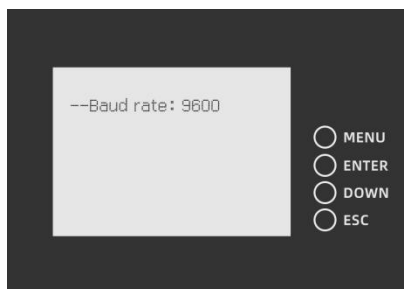 --Baud rate: 9600
MENU
ENTER
DOWN
ESC